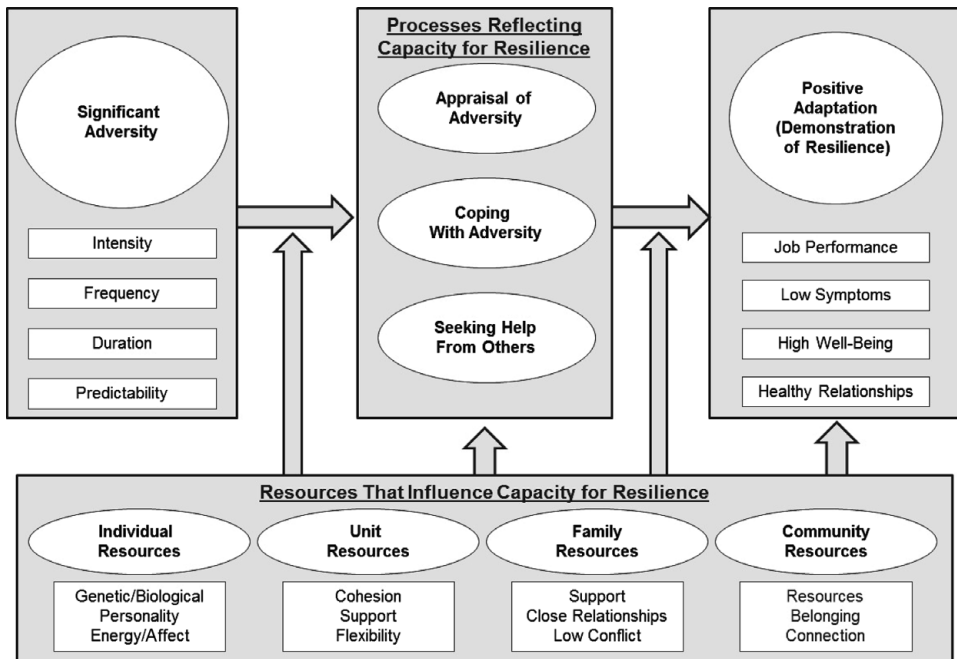 Significant
Adversity
Intensity
Frequency
Duration
Predictability
Processes Reflecting
Capacity for Resilience
Appraisal of
Adversity
Coping
With Adversity
Seeking Help
From Others
Positive
Adaptation
(Demonstration
of Resilience)
Job Performance
Low Symptoms
High Well-Being
Healthy Relationships
Resources That Influence Capacity for Resilience
Individual
Resources
Genetic/Biological
Personality
Energy/Affect
Unit
Resources
Cohesion
Support
Flexibility
Family
Resources
Support
Close Relationships
Low Conflict
Community
Resources
Resources
Belonging
Connection